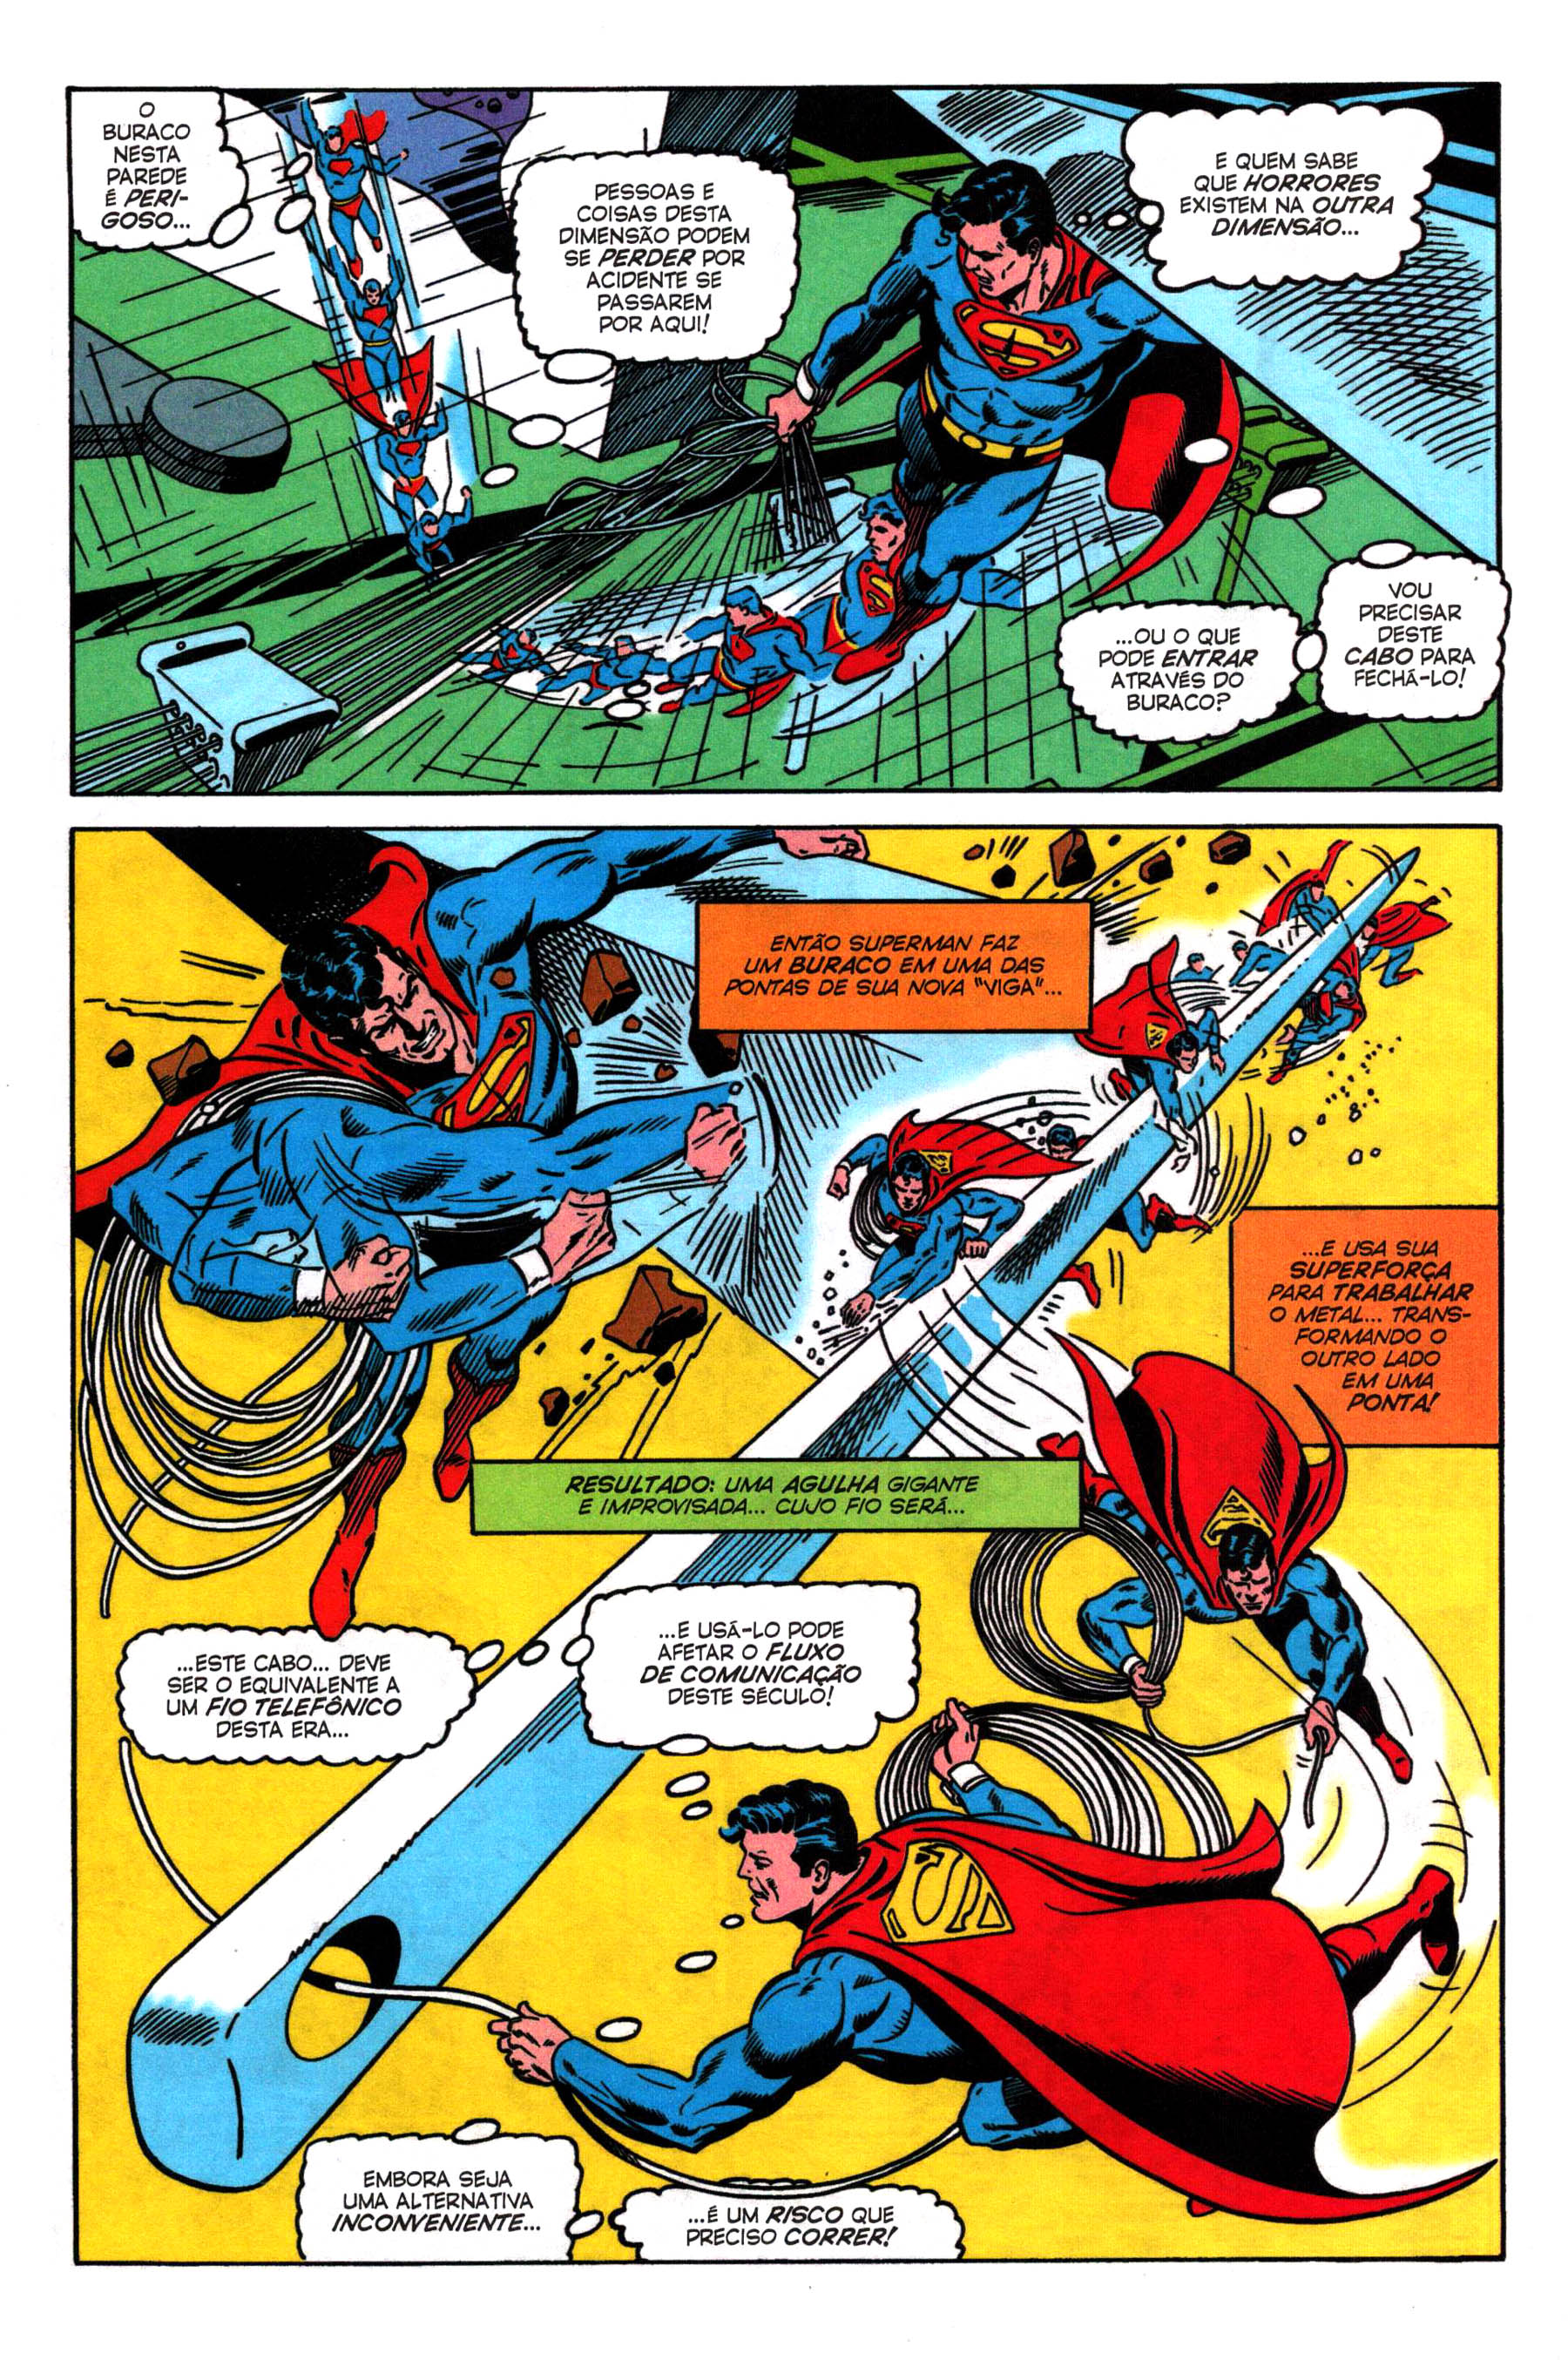 O
BURACO
NESTA
PAREDE
É PERI-
GOSO...
PESSOAS E
COISAS DESTA
DIMENSÃO PODEM
SE PERDER POR
ACIDENTE SE
PASSAREM
POR AQUI!
E QUEM SABE
QUE HORRORES
EXISTEM NA OUTRA
DIMENSÃO...
...OU O QUE
PODE ENTRAR
ATRAVÉS DO
BURACO?
VOU
PRECISAR
DESTE
CABO PARA
FECHÁ-LO!
ENTÃO SUPERMAN FAZ
UM BURACO EM UMA DAS
PONTAS DE SUA NOVA "VIGA"...
...E USA SUA
SUPERFORÇA
PARA TRABALHAR
O METAL... TRANS-
FORMANDO O
OUTRO LADO
EM UMA
PONTA!
RESULTADO: UMA AGULHA GIGANTE
E IMPROVISADA... CUJO FIO SERÁ...
...ESTE CABO... DEVE
SER O EQUIVALENTE A
UM FIO TELEFÔNICO
DESTA ERA...
...E USÁ-LO PODE
AFETAR O FLUXO
DE COMUNICAÇÃO
DESTE SÉCULO!
EMBORA SEJA
UMA ALTERNATIVA
INCONVENIENTE...
...É UM RISCO QUE
PRECISO CORRER!